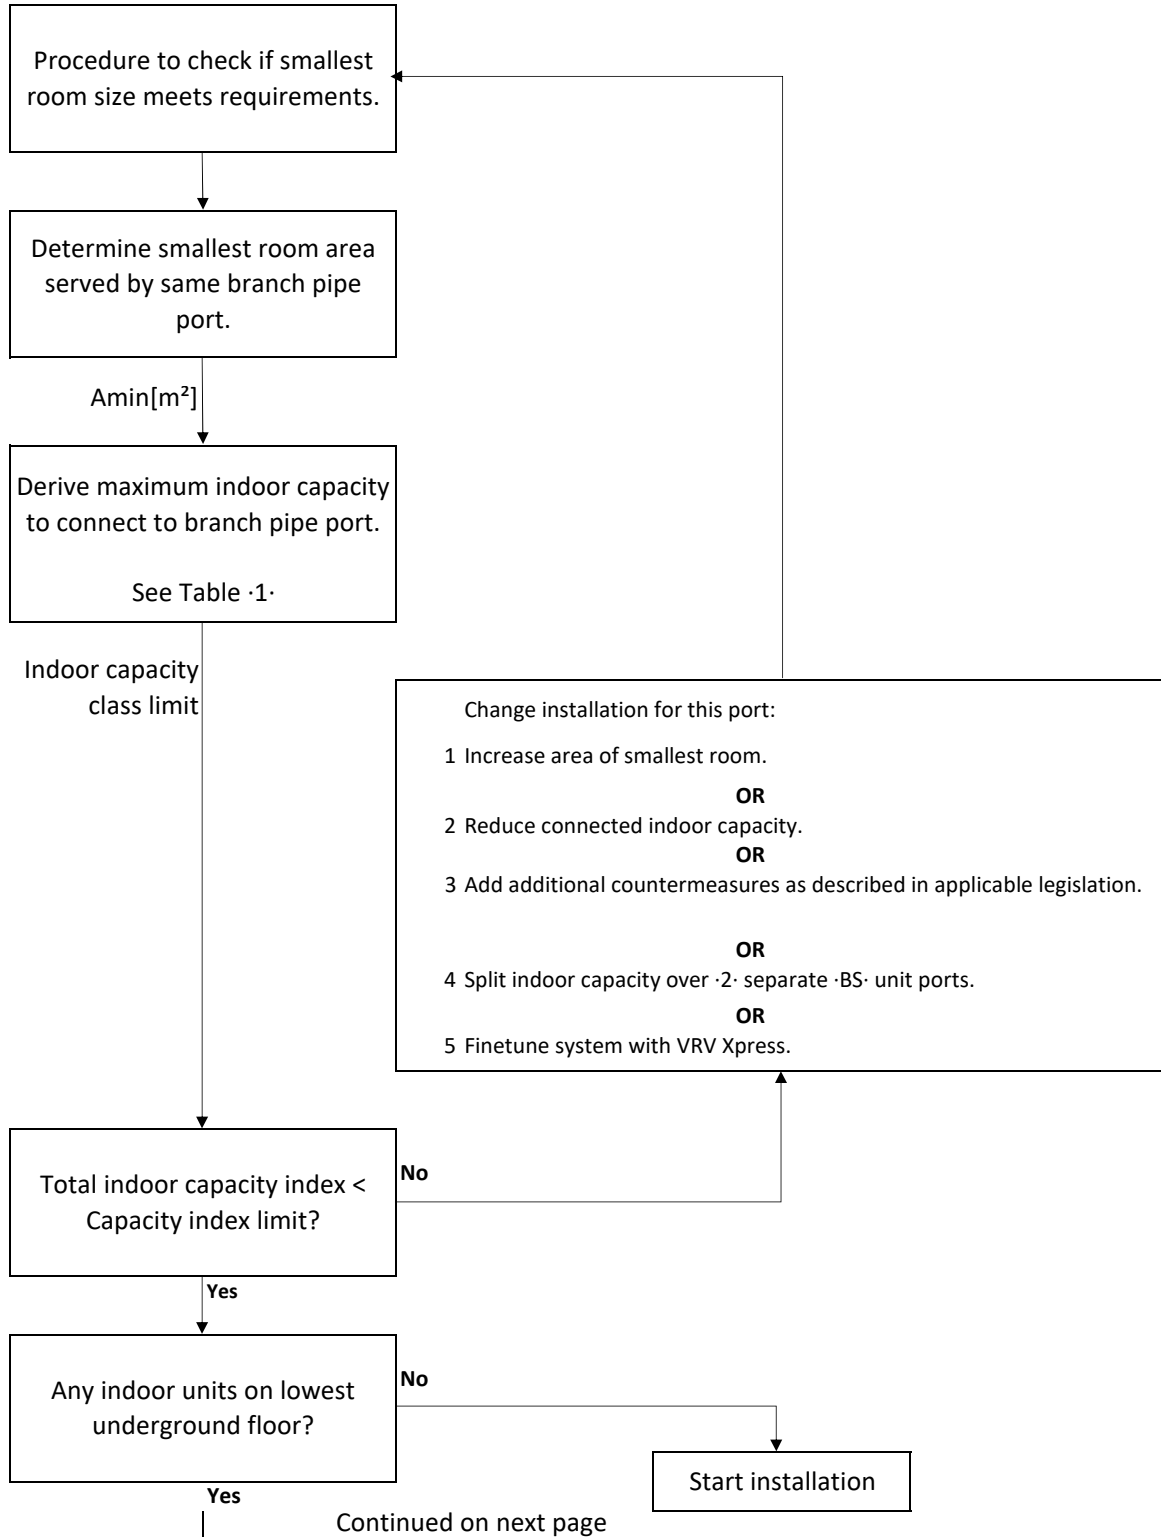 Procedure to check if smallest
room size meets requirements.
Determine smallest room area
served by same branch pipe
port.
Amin[m²]
Derive maximum indoor capacity
to connect to branch pipe port.
See Table ·1·
Indoor capacity
class limit
Change installation for this port:
1 Increase area of smallest room.
OR
2 Reduce connected indoor capacity.
OR
3 Add additional countermeasures as described in applicable legislation.
OR
4 Split indoor capacity over ·2· separate ·BS· unit ports.
OR
5 Finetune system with VRV Xpress.
Total indoor capacity index <
Capacity index limit?
No
Yes
Any indoor units on lowest
underground floor?
No
Start installation
Yes
Continued on next page